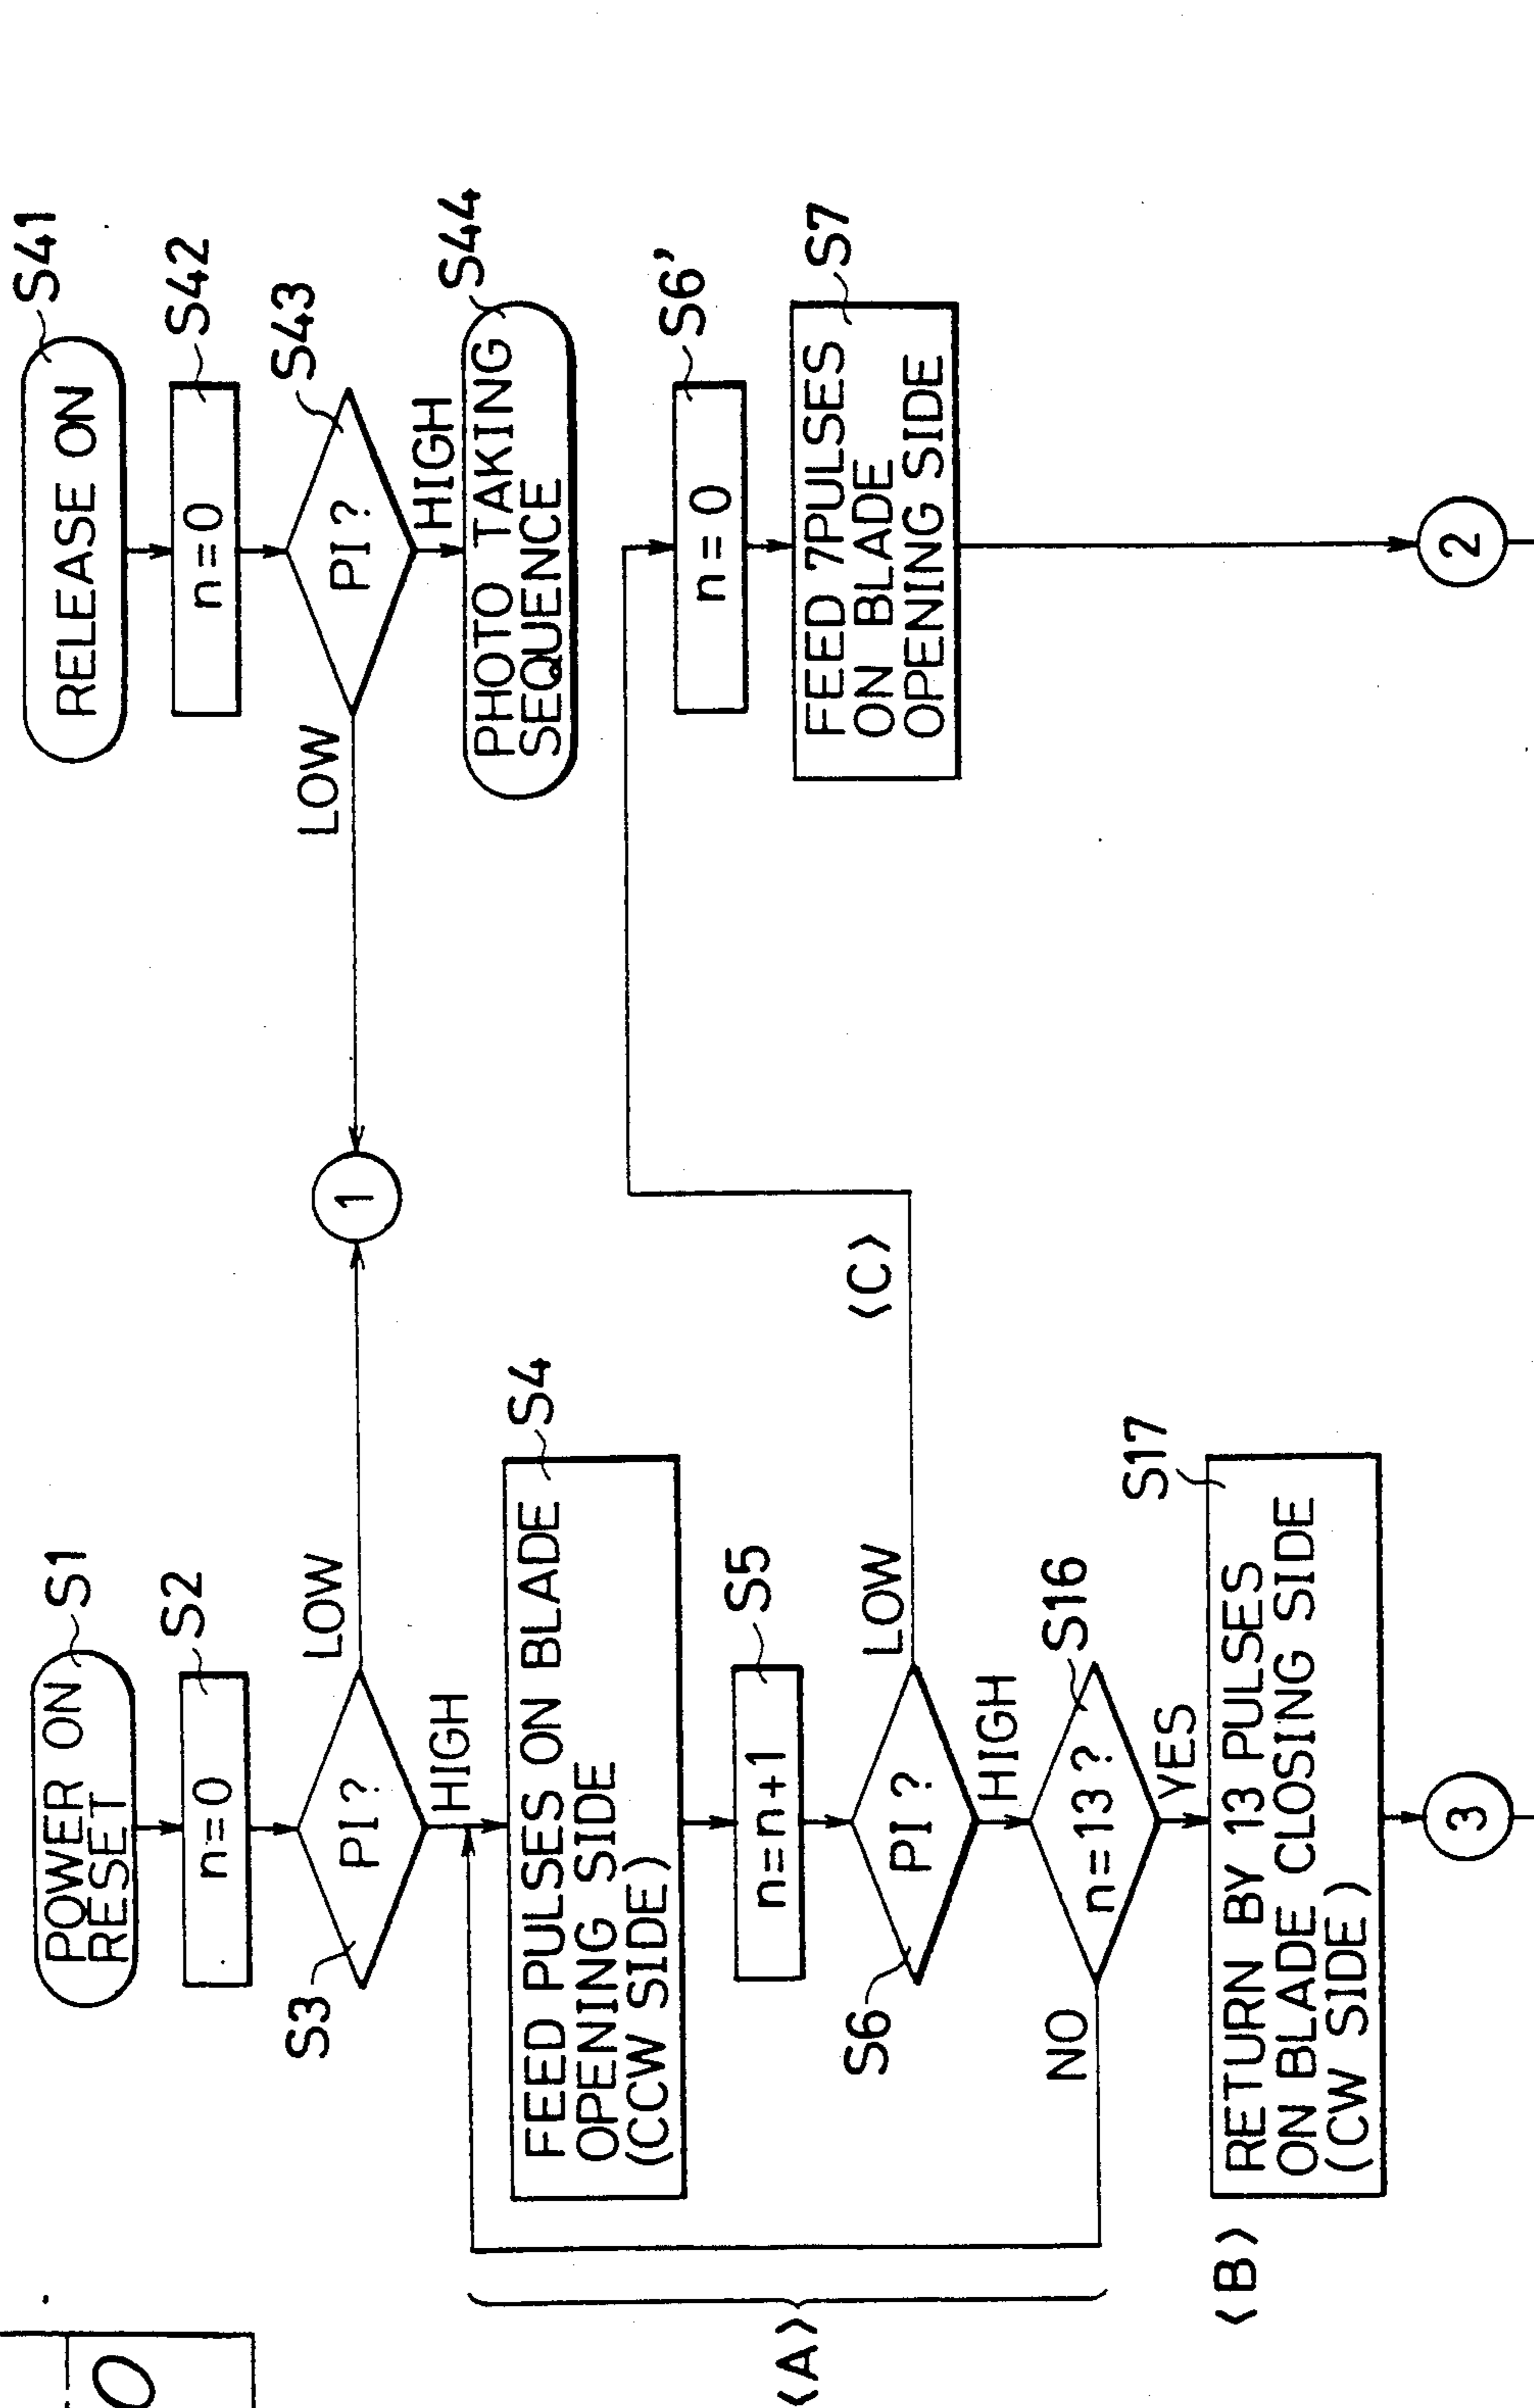 S1
POWER ON
RESET
S2
n=0
S3
PI?
LOW
HIGH
1
S4
FEED PULSES ON BLADE
OPENING SIDE
(CCW SIDE)
S5
n=n+1
S6
PI?
LOW
<C>
HIGH
S16
n=13?
NO
YES
<A>
S17
<B>
RETURN BY 13 PULSES
ON BLADE CLOSING SIDE
(CW SIDE)
3
S41
RELEASE ON
S42
n=0
S43
PI?
LOW
HIGH
S44
PHOTO TAKING
SEQUENCE
S6'
n=0
S7
FEED 7PULSES
ON BLADE
OPENING SIDE
2